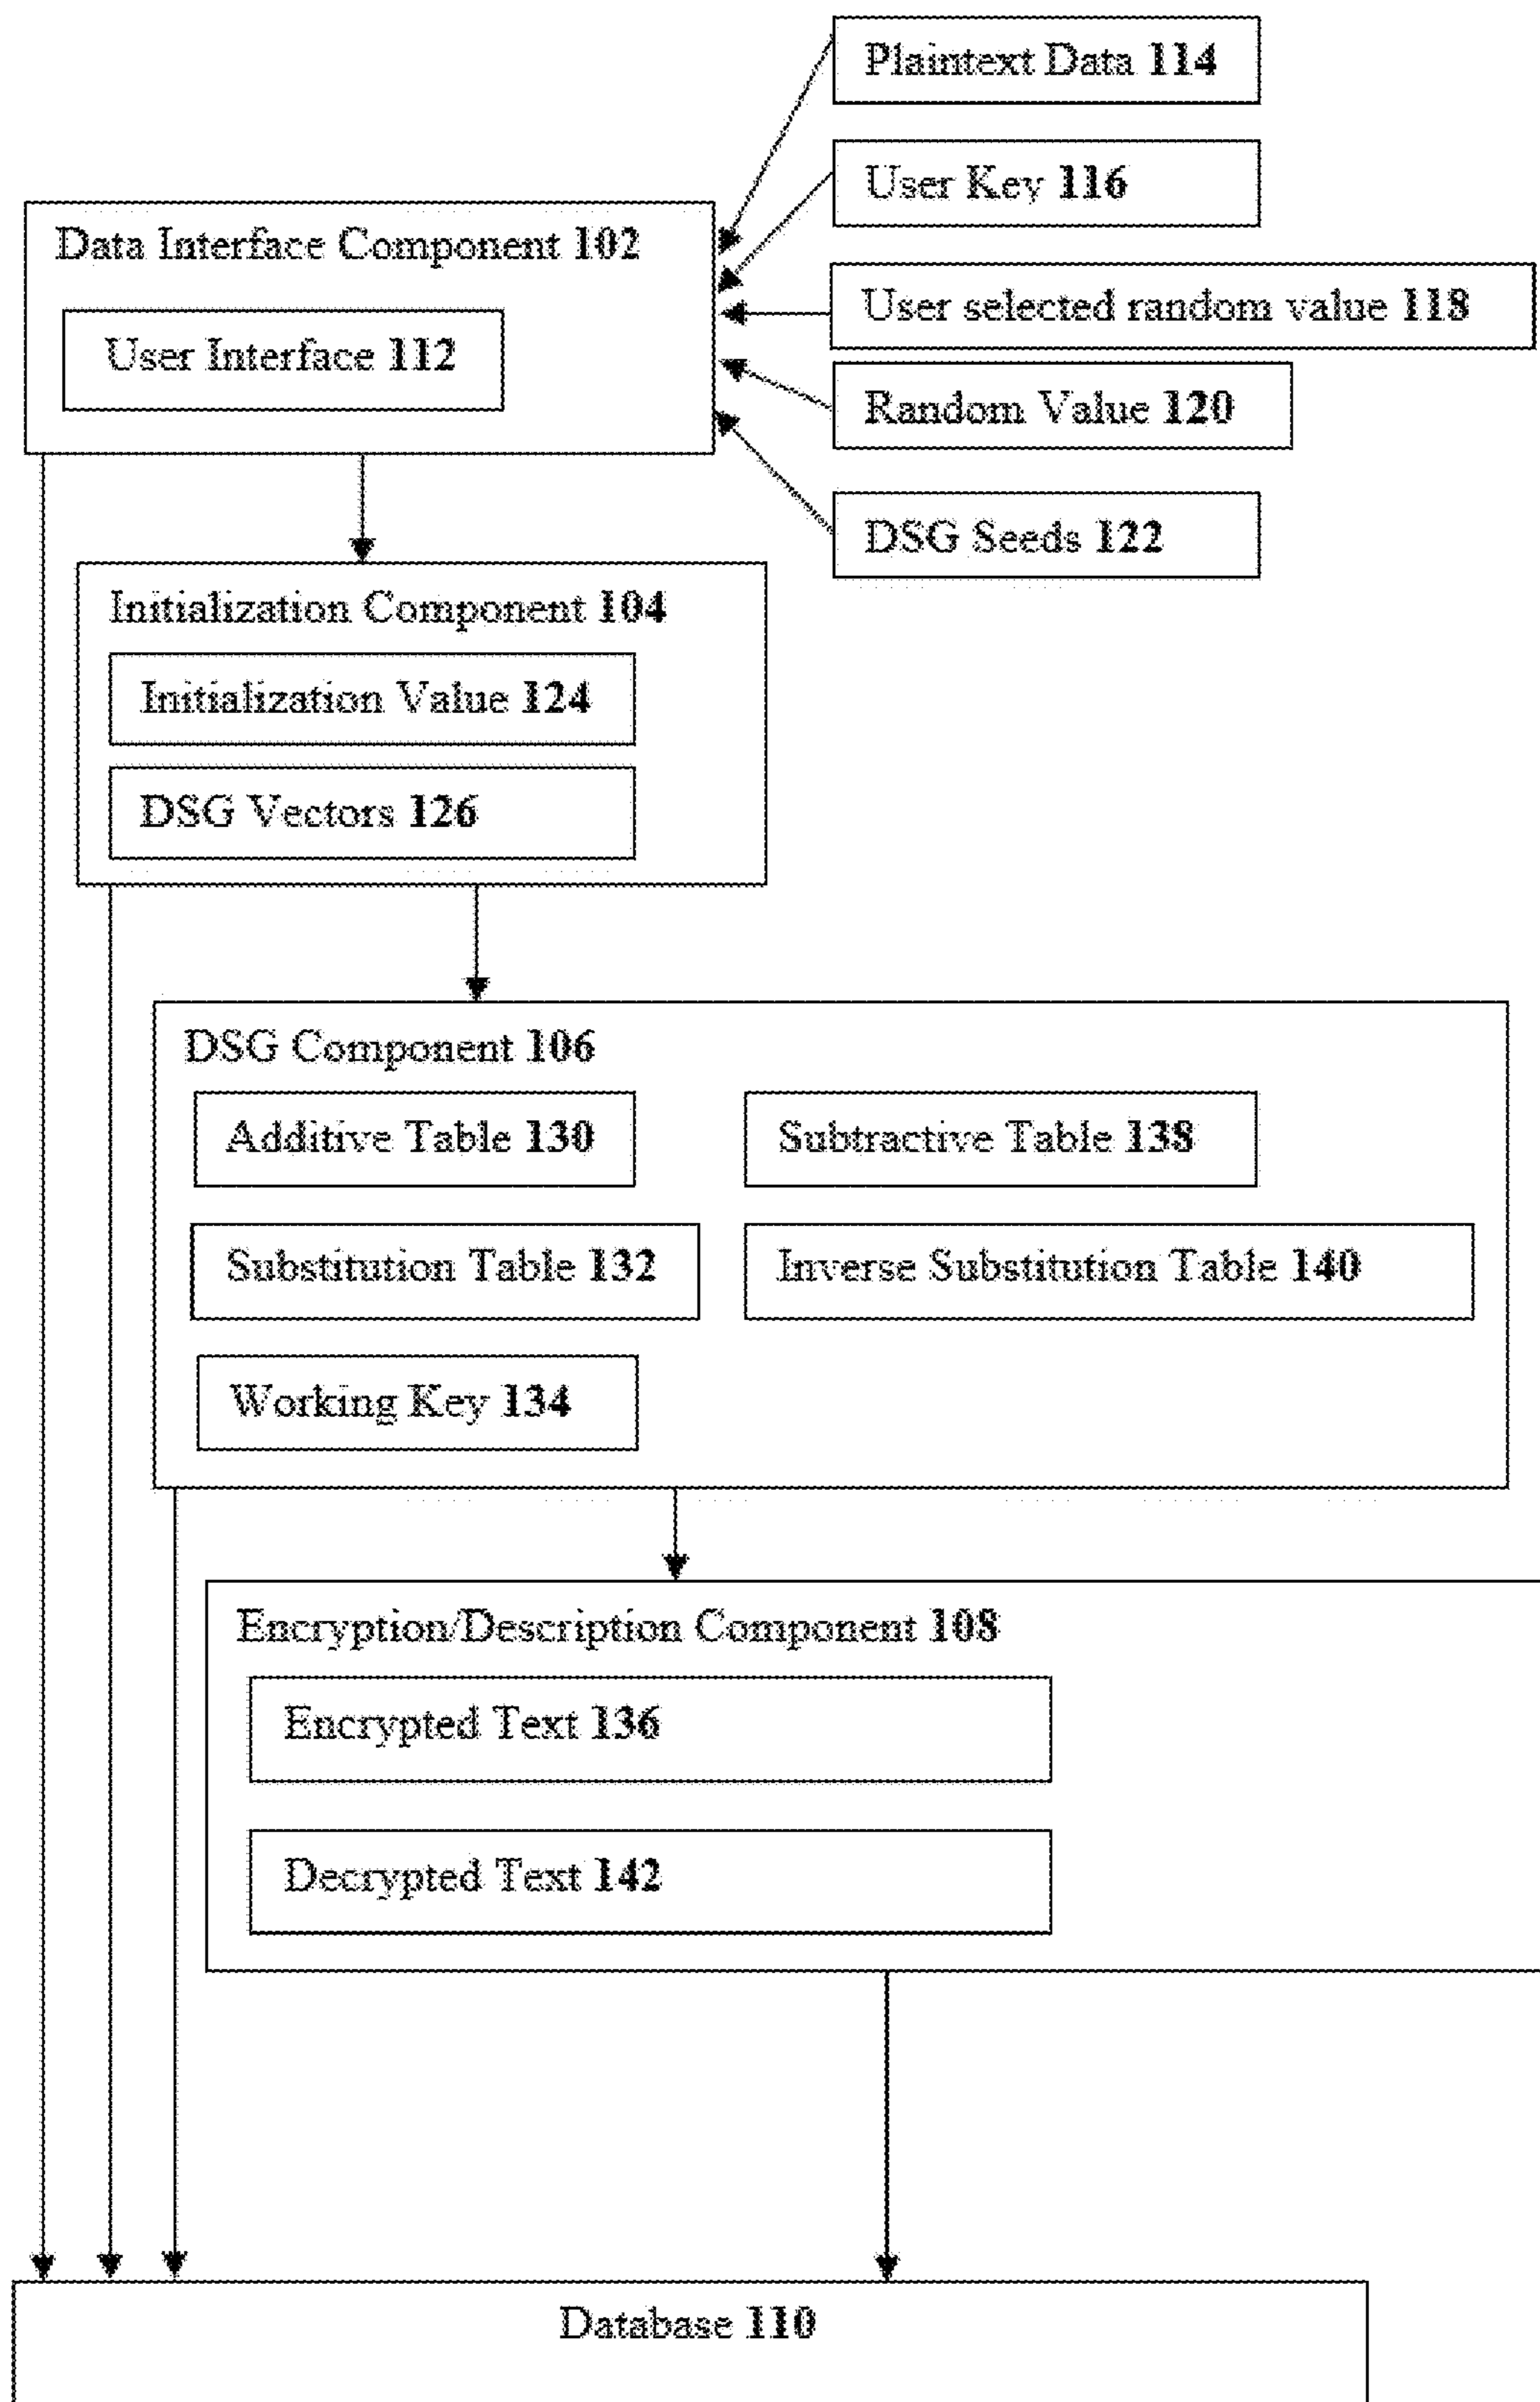 Plaintext Data 114
User Key 116
Data Interface Component 102
User selected random value 118
User Interface 112
Random Value 120
DSG Seeds 122
Initialization Component 104
Initialization Value 124
DSG Vectors 126
DSG Component 106
Additive Table 130
Subtractive Table 138
Substitution Table 132
Inverse Substitution Table 140
Working Key 134
Encryption/Description Component 108
Encrypted Text 136
Decrypted Text 142
Database 110